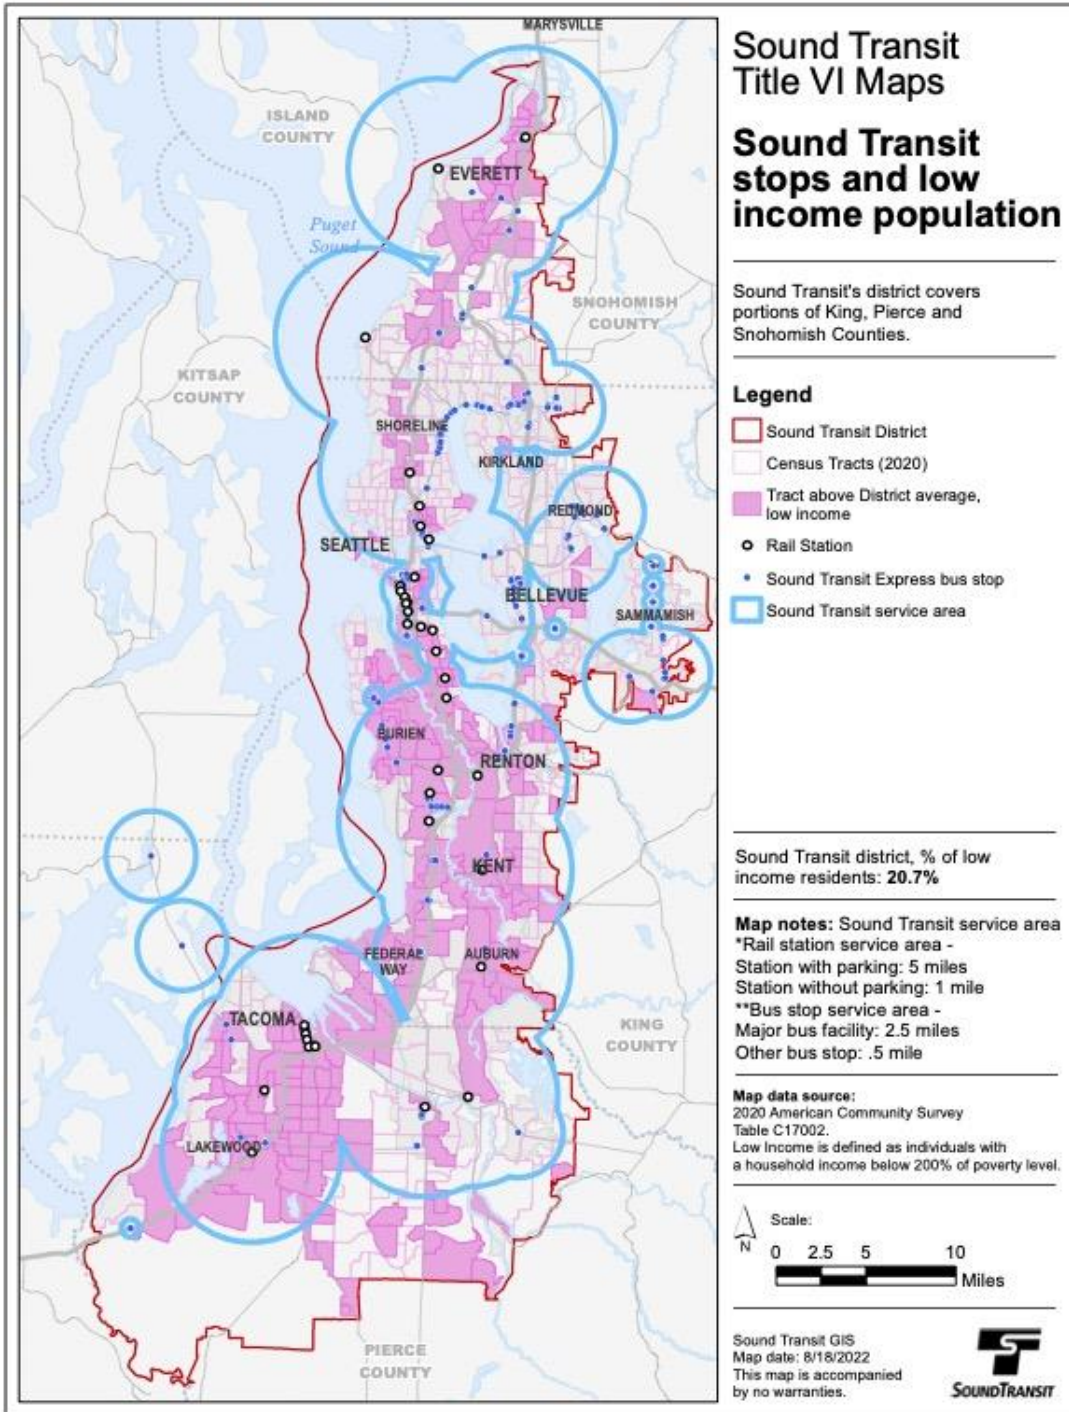 MARYSVILLE
ISLAND
COUNTY
EVERETT
Puget
Sound
SNOHOMISH
COUNTY
KITSAP
COUNTY
SHORELINE
KIRKLAND
REDMOND
SEATTLE
BELLEVUE
SAMMAMISH
BURIEN
RENTON
KENT
FEDERAL
WAY
AUBURN
TACOMA
KING
COUNTY
LAKEWOOD
PIERCE
COUNTY
Sound Transit
Title VI Maps
Sound Transit
stops and low
income population
Sound Transit's district covers
portions of King, Pierce and
Snohomish Counties.
Legend
Sound Transit District
Census Tracts (2020)
Tract above District average,
low income
Rail Station
Sound Transit Express bus stop
Sound Transit service area
Sound Transit district, % of low
income residents: 20.7%
Map notes: Sound Transit service area
*Rail station service area -
Station with parking: 5 miles
Station without parking: 1 mile
**Bus stop service area -
Major bus facility: 2.5 miles
Other bus stop: .5 mile
Map data source:
2020 American Community Survey
Table C17002.
Low Income is defined as individuals with
a household income below 200% of poverty level.
N
Scale:
0 2.5 5 10
Miles
Sound Transit GIS
Map date: 8/18/2022
This map is accompanied
by no warranties.
SOUNDTRANSIT